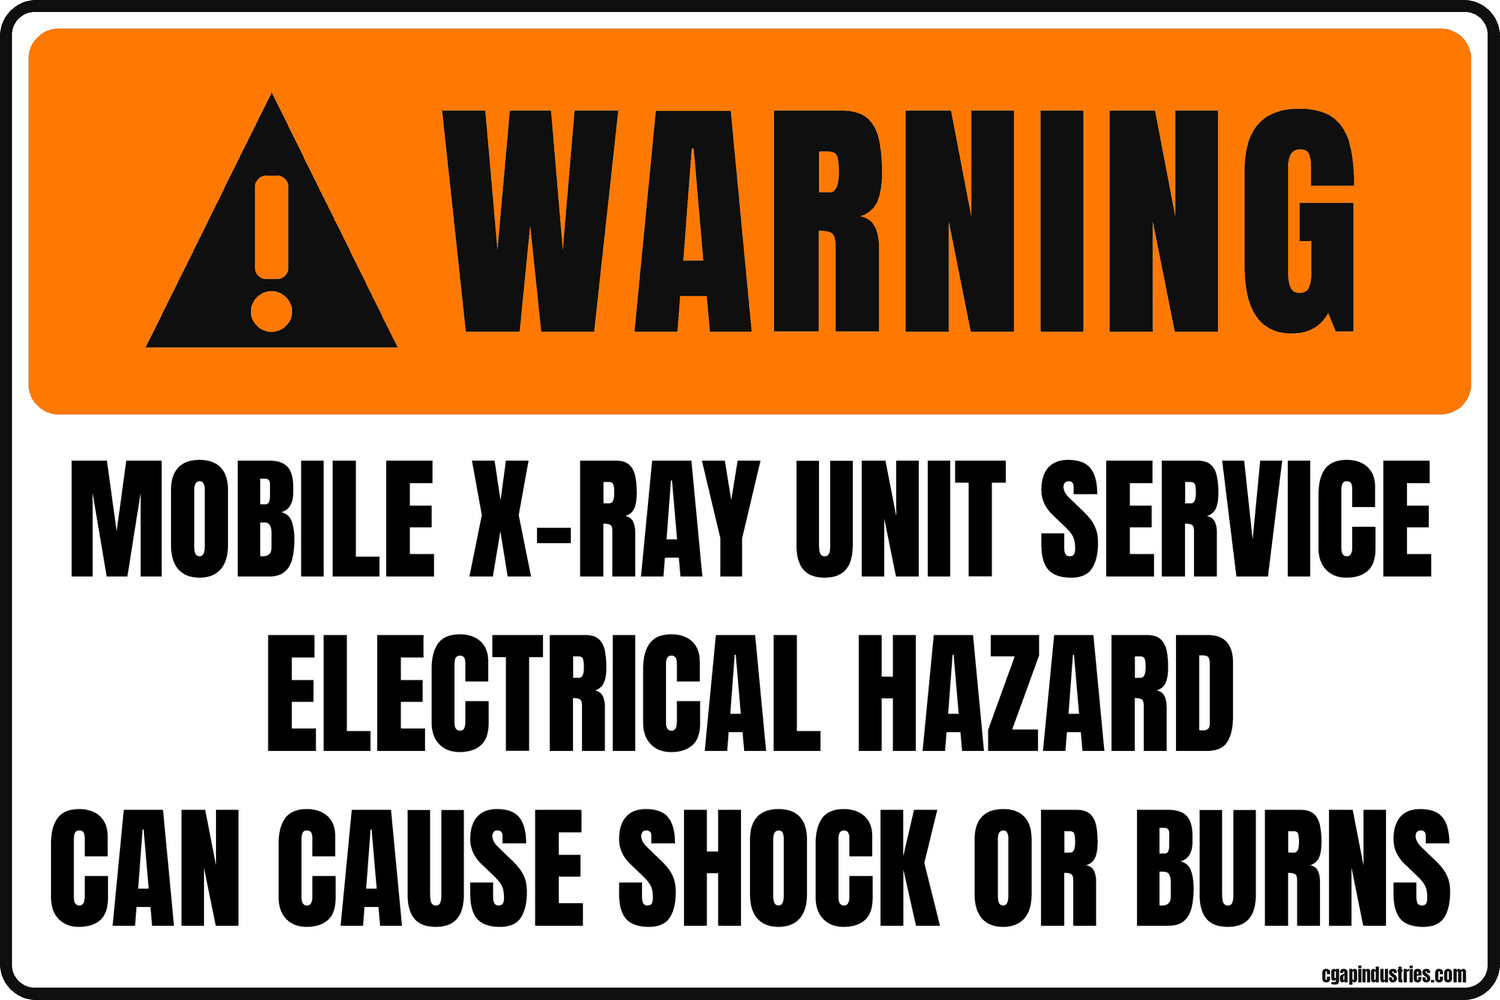 WARNING
MOBILE X-RAY UNIT SERVICE
ELECTRICAL HAZARD
CAN CAUSE SHOCK OR BURNS
cgapindustries.com